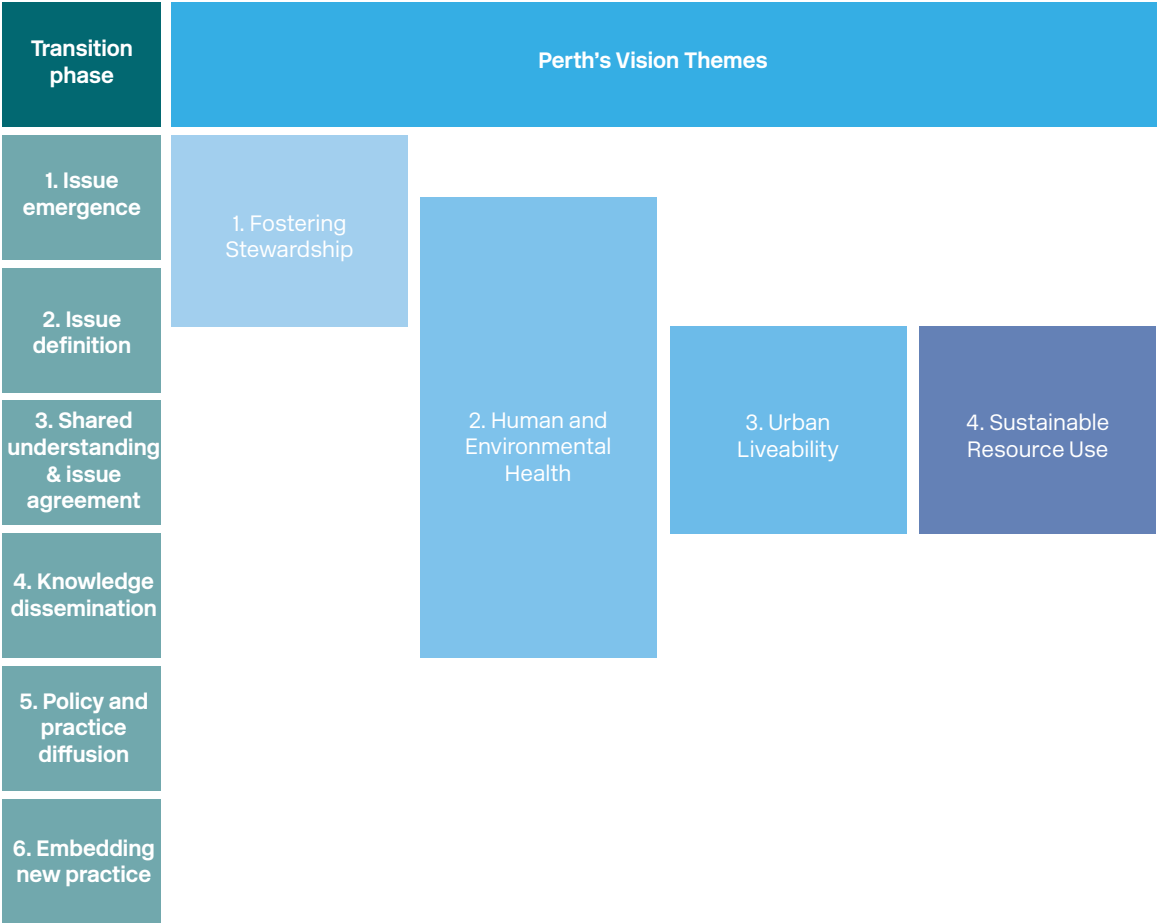 Transition
phase
Perth’s Vision Themes
1. Issue
emergence
1. Fostering
Stewardship
2. Issue
definition
3. Shared
understanding
& issue
agreement
2. Human and
Environmental
Health
3. Urban
Liveability
4. Sustainable
Resource Use
4. Knowledge
dissemination
5. Policy and
practice
diffusion
6. Embedding
new practice